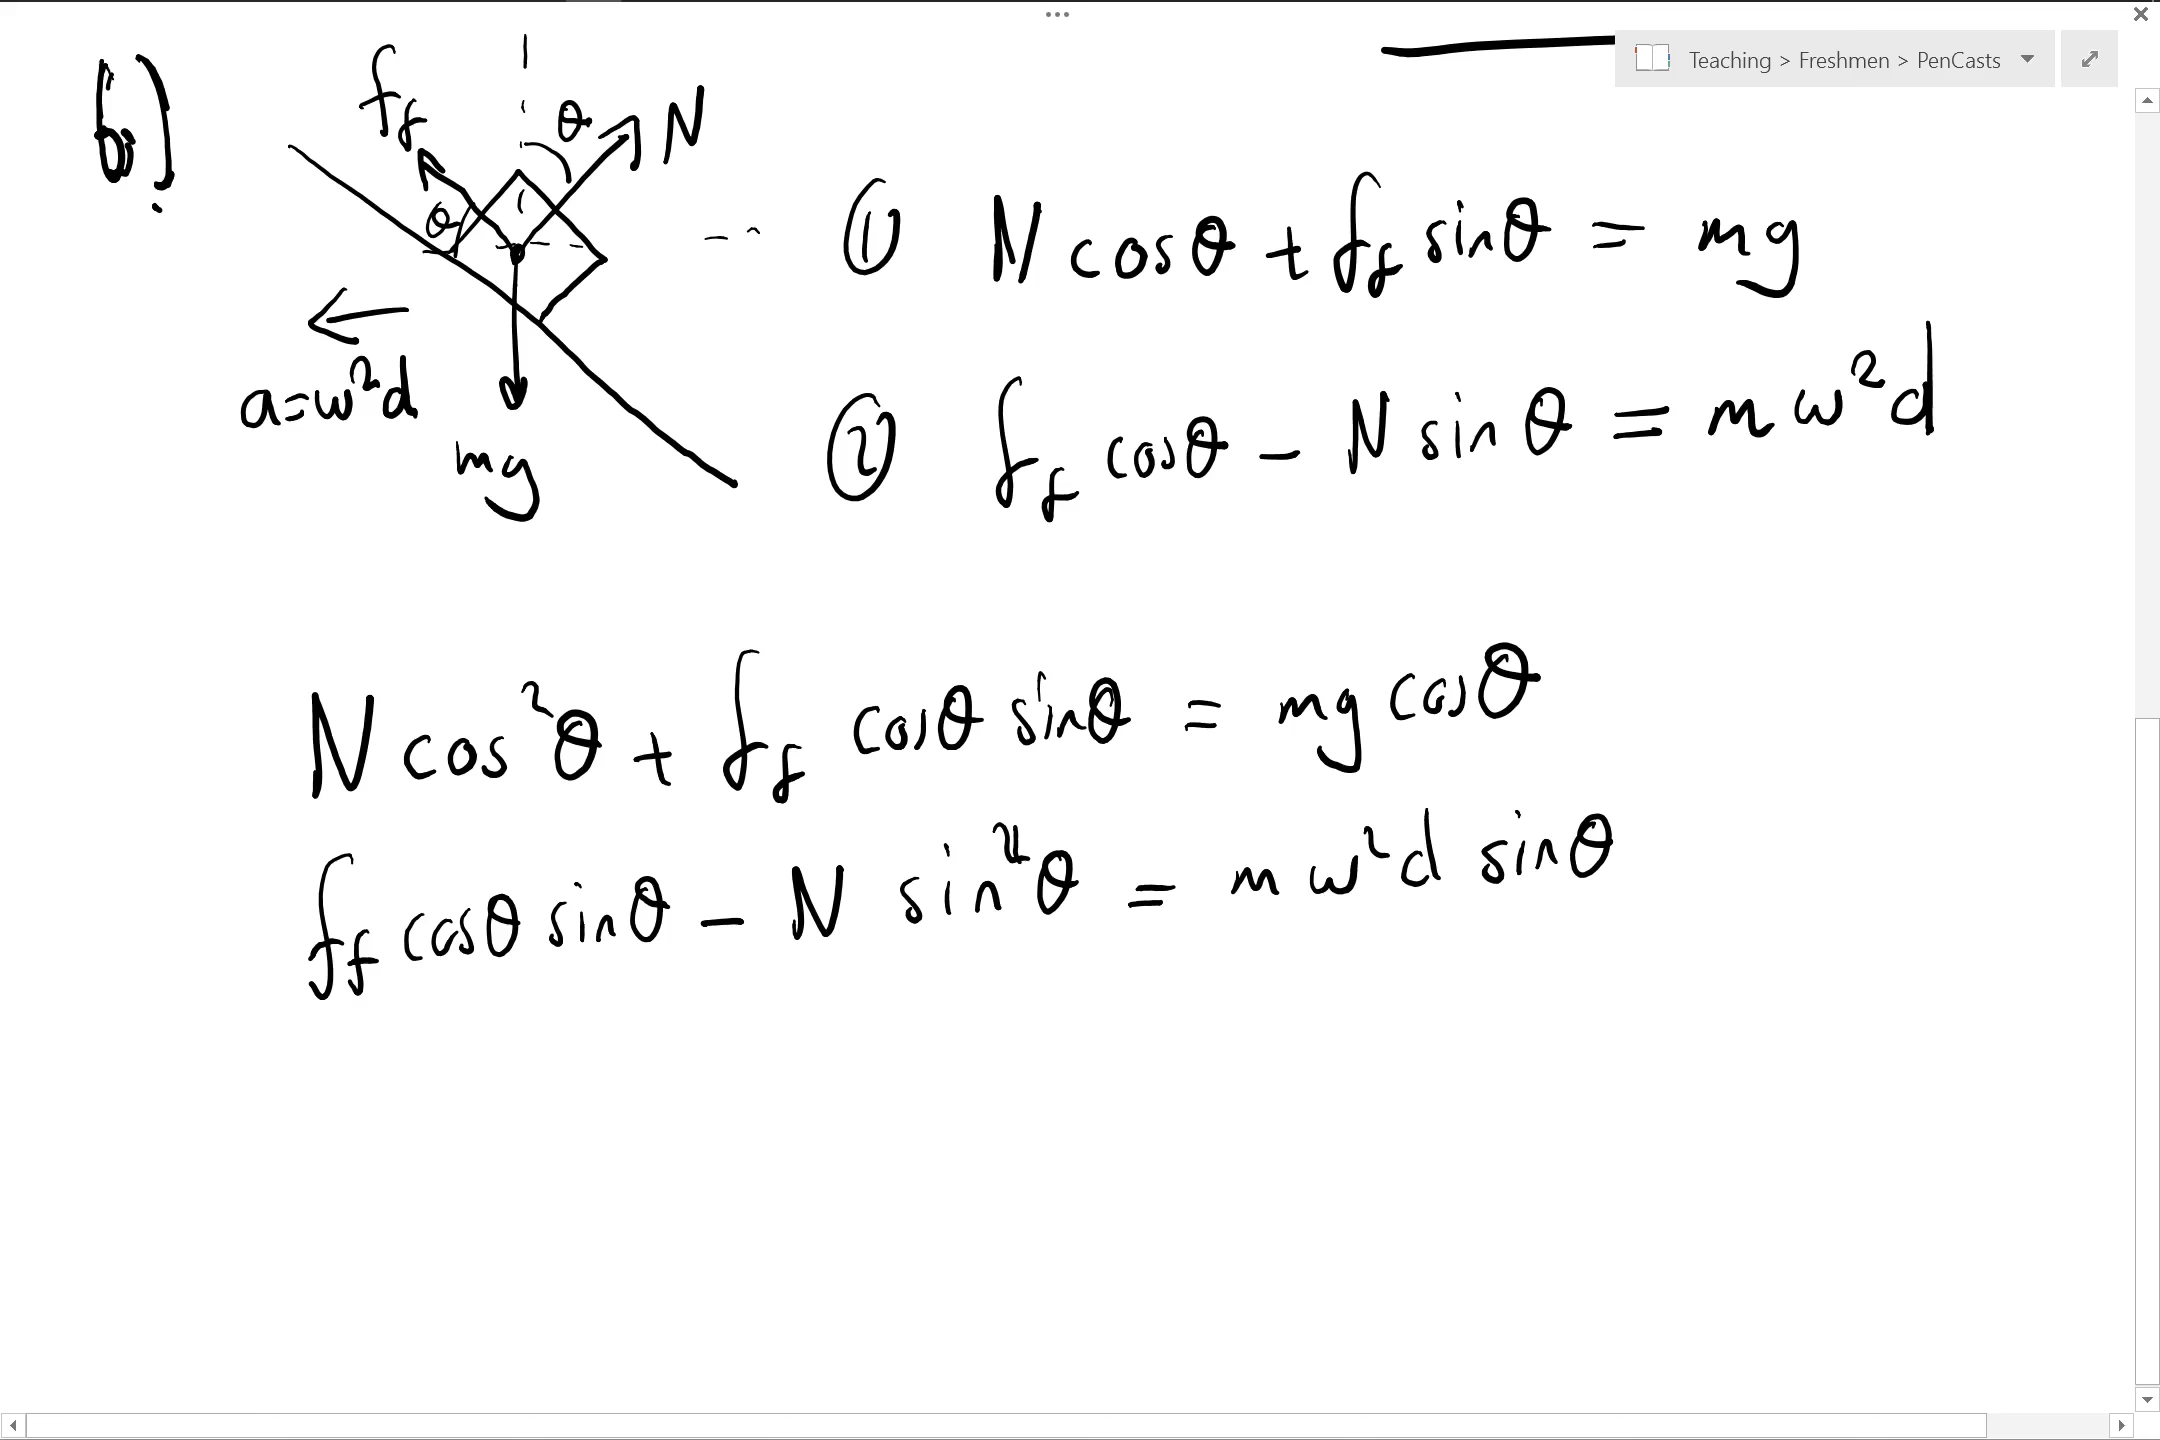 Teaching > Freshmen > PenCasts
b)
f_f
θ
N
θ
a=ω²d
mg
① N cosθ + f_f sinθ = mg
② f_f cosθ - N sinθ = mω²d
N cos²θ + f_f cosθ sinθ = mg cosθ
f_f cosθ sinθ - N sin²θ = mω²d sinθ